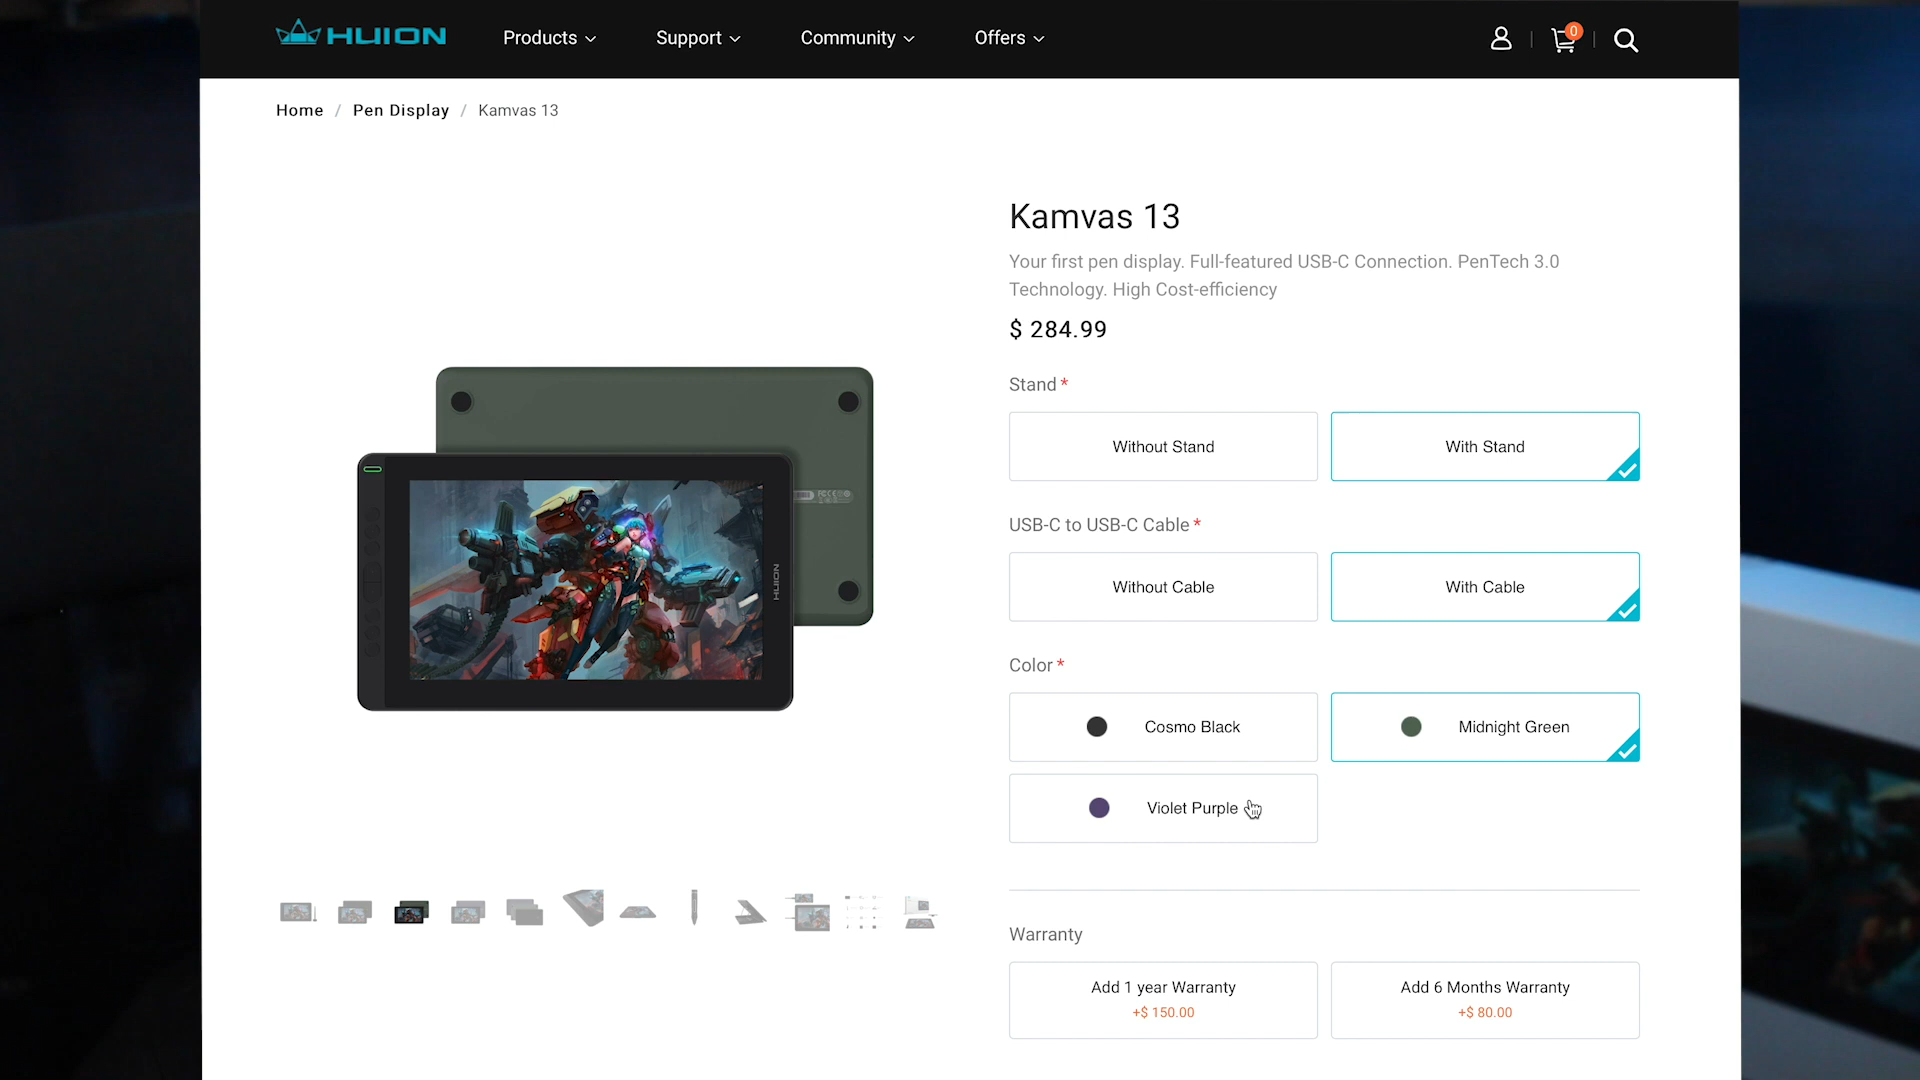 HUION
Products
Support
Community
Offers
0
Home / Pen Display / Kamvas 13
Kamvas 13
Your first pen display. Full-featured USB-C Connection. PenTech 3.0
Technology. High Cost-efficiency
$ 284.99
Stand *
Without Stand
With Stand
USB-C to USB-C Cable *
Without Cable
With Cable
Color *
Cosmo Black
Midnight Green
Violet Purple
HUION
Warranty
Add 1 year Warranty
+$ 150.00
Add 6 Months Warranty
+$ 80.00